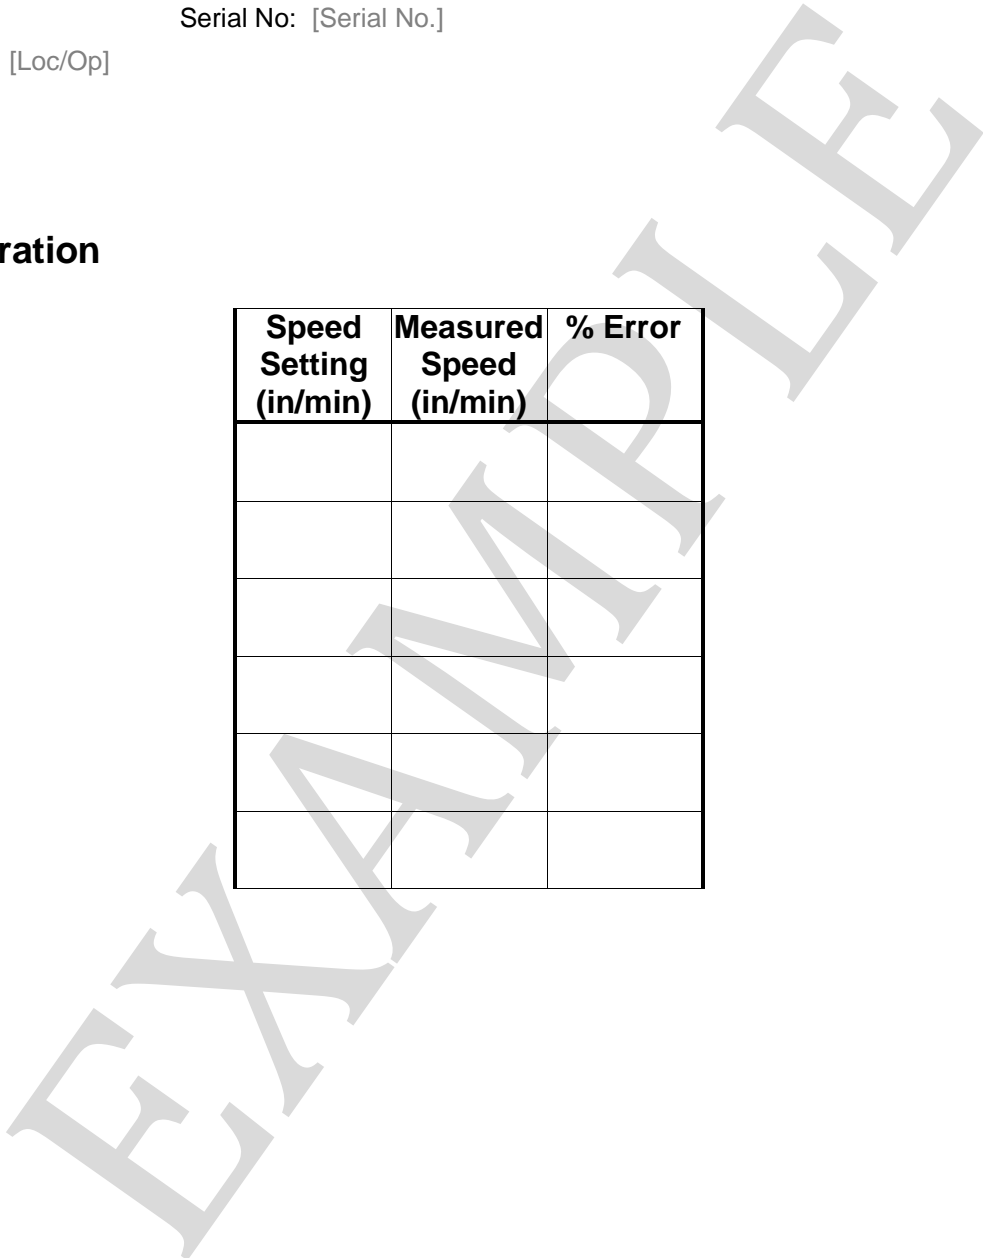 Serial No: [Serial No.]
[Loc/Op]
ration
Speed Setting (in/min) Measured Speed (in/min) % Error
EXAMPLE